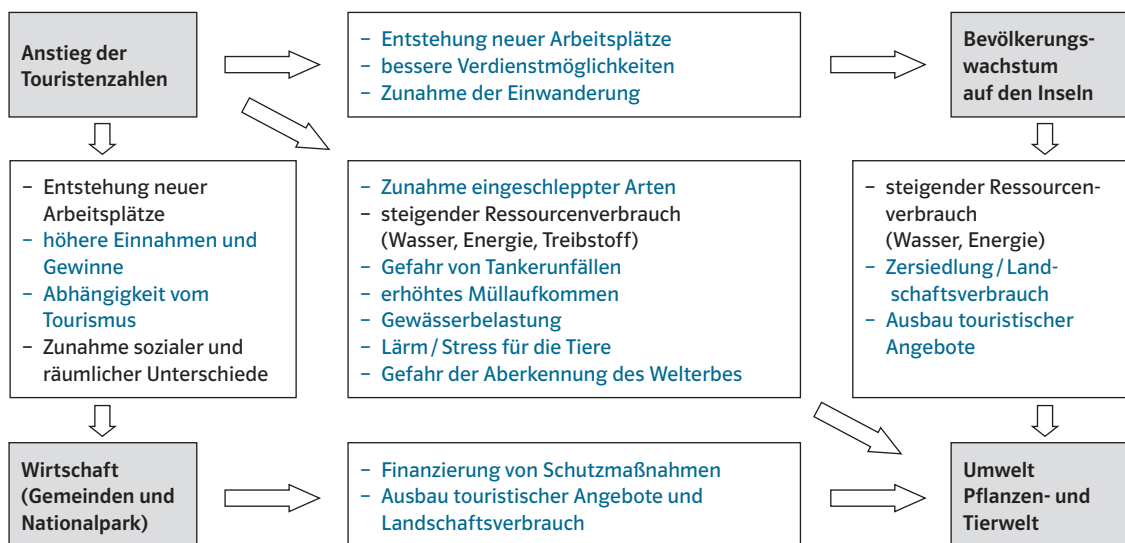 Anstieg der
Touristenzahlen
– Entstehung neuer Arbeitsplätze
– bessere Verdienstmöglichkeiten
– Zunahme der Einwanderung
Bevölkerungs-
wachstum
auf den Inseln
– Entstehung neuer
Arbeitsplätze
– höhere Einnahmen und
Gewinne
– Abhängigkeit vom
Tourismus
– Zunahme sozialer und
räumlicher Unterschiede
– Zunahme eingeschleppter Arten
– steigender Ressourcenverbrauch
(Wasser, Energie, Treibstoff)
– Gefahr von Tankerunfällen
– erhöhtes Müllaufkommen
– Gewässerbelastung
– Lärm / Stress für die Tiere
– Gefahr der Aberkennung des Welterbes
– steigender Ressourcen-
verbrauch
(Wasser, Energie)
– Zersiedlung / Land-
schaftsverbrauch
– Ausbau touristischer
Angebote
Wirtschaft
(Gemeinden und
Nationalpark)
– Finanzierung von Schutzmaßnahmen
– Ausbau touristischer Angebote und
Landschaftsverbrauch
Umwelt
Pflanzen- und
Tierwelt